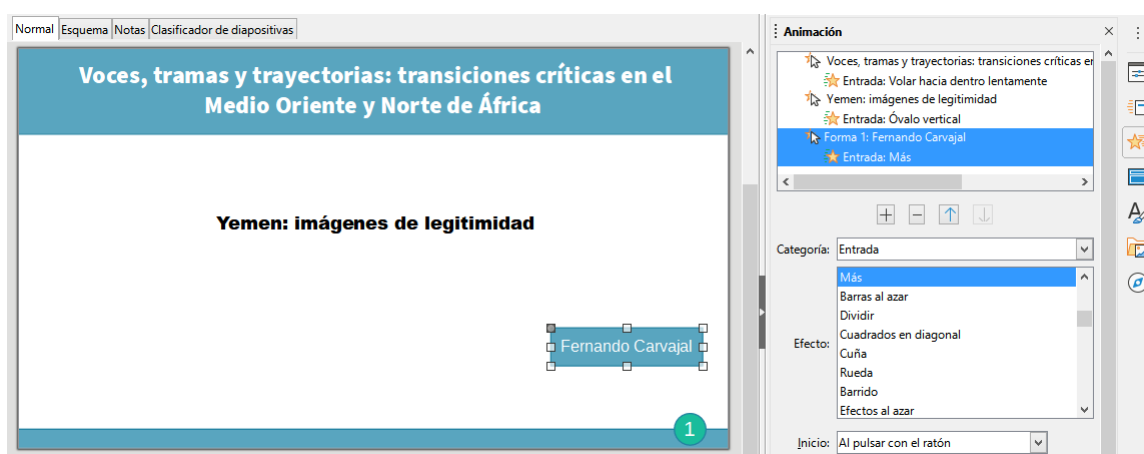 Normal Esquema Notas Clasificador de diapositivas
Voces, tramas y trayectorias: transiciones críticas en el
Medio Oriente y Norte de África
Yemen: imágenes de legitimidad
Fernando Carvajal
1
Animación
Voces, tramas y trayectorias: transiciones críticas er
Entrada: Volar hacia dentro lentamente
Yemen: imágenes de legitimidad
Entrada: Óvalo vertical
Forma 1: Fernando Carvajal
Entrada: Más
Categoría: Entrada
Efecto:
Más
Barras al azar
Dividir
Cuadrados en diagonal
Cuña
Rueda
Barrido
Efectos al azar
Inicio: Al pulsar con el ratón